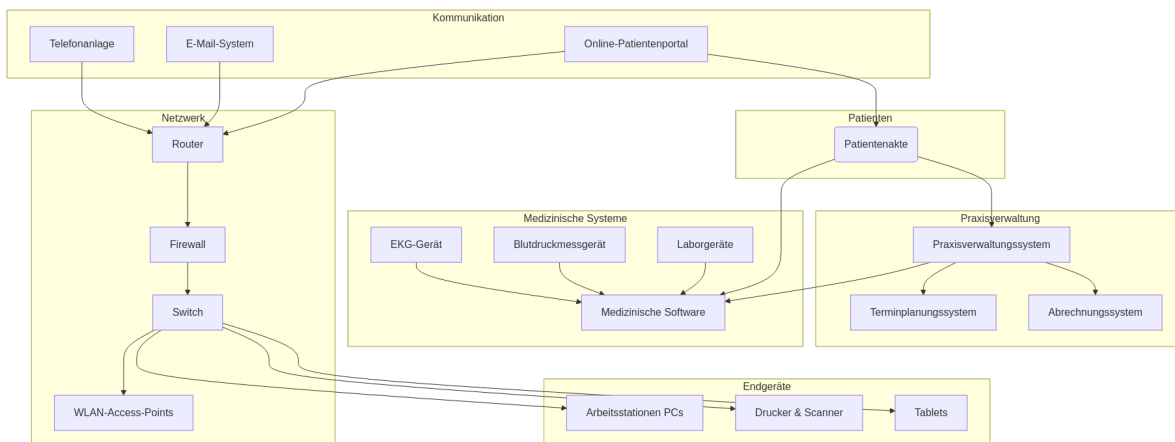 Kommunikation
Telefonanlage
E-Mail-System
Online-Patientenportal
Netzwerk
Router
Patienten
Patientenakte
Medizinische Systeme
EKG-Gerät
Blutdruckmessgerät
Laborgeräte
Praxisverwaltung
Praxisverwaltungssystem
Firewall
Switch
Medizinische Software
Terminplanungssystem
Abrechnungssystem
Endgeräte
WLAN-Access-Points
Arbeitsstationen PCs
Drucker & Scanner
Tablets